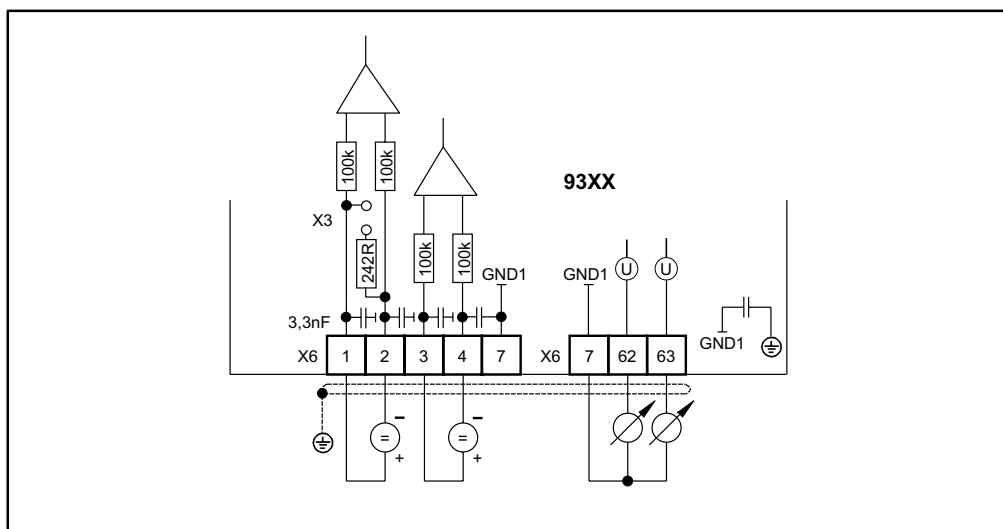 100k 100k
93XX
X3
100k
242R 100k 100k
GND1 GND1 U U
3,3nF
GND1
X6 1 2 3 4 7 X6 7 62 63
− −
= =
+ +